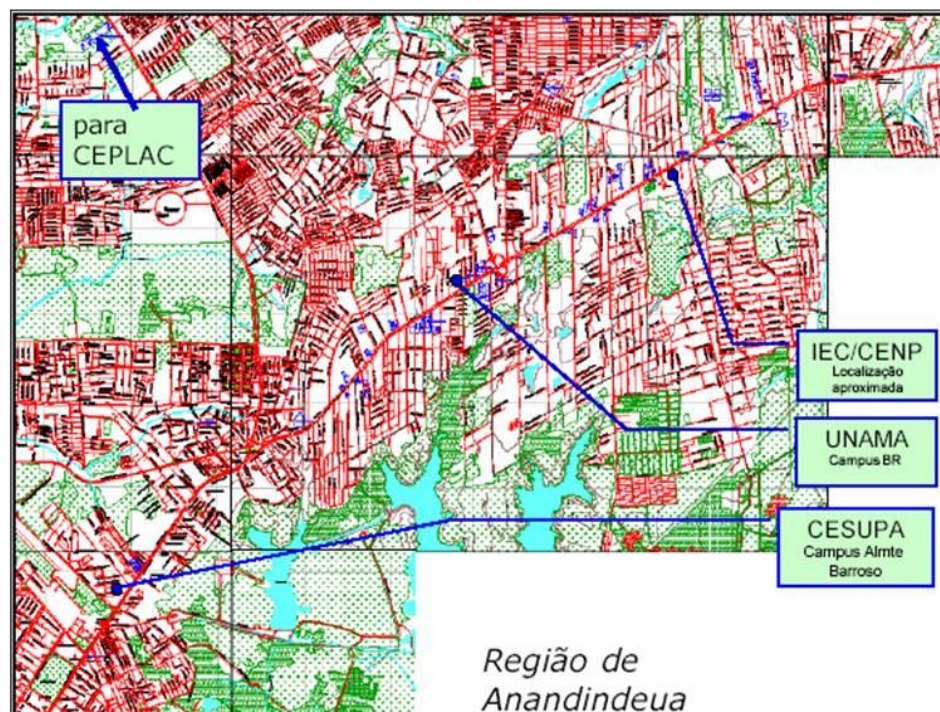 para
CEPLAC
IEC/CENP
Localização
aproximada
UNAMA
Campus BR
CESUPA
Campus Almte
Barroso
Região de
Anandindeua